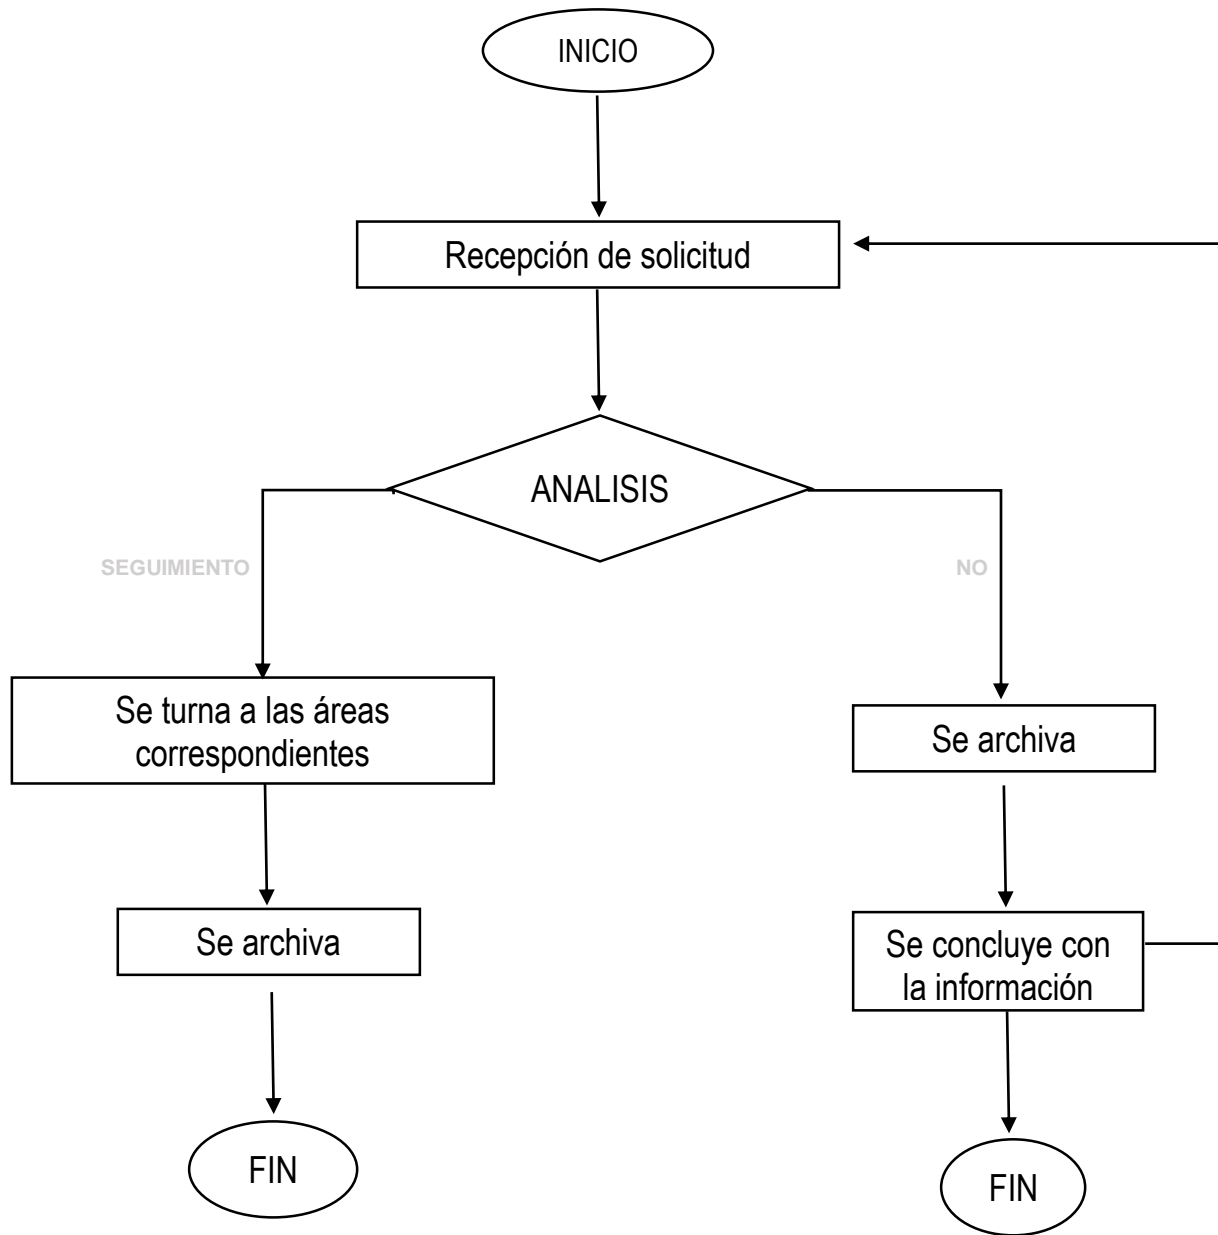 INICIO
Recepción de solicitud
ANALISIS
SEGUIMIENTO
NO
Se turna a las áreas
correspondientes
Se archiva
Se archiva
Se concluye con
la información
FIN
FIN